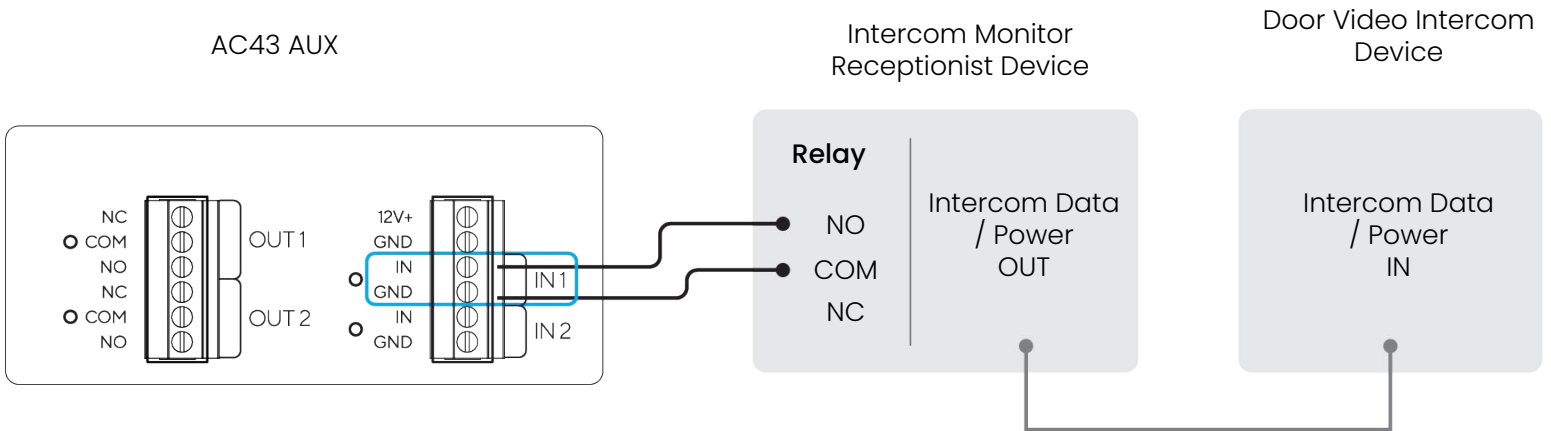 AC43 AUX
Intercom Monitor
Receptionist Device
Door Video Intercom
Device
NC
COM
NO
NC
COM
NO
OUT 1
OUT 2
12V+
GND
IN
GND
IN
GND
IN 1
IN 2
Relay
NO
COM
NC
Intercom Data
/ Power
OUT
Intercom Data
/ Power
IN